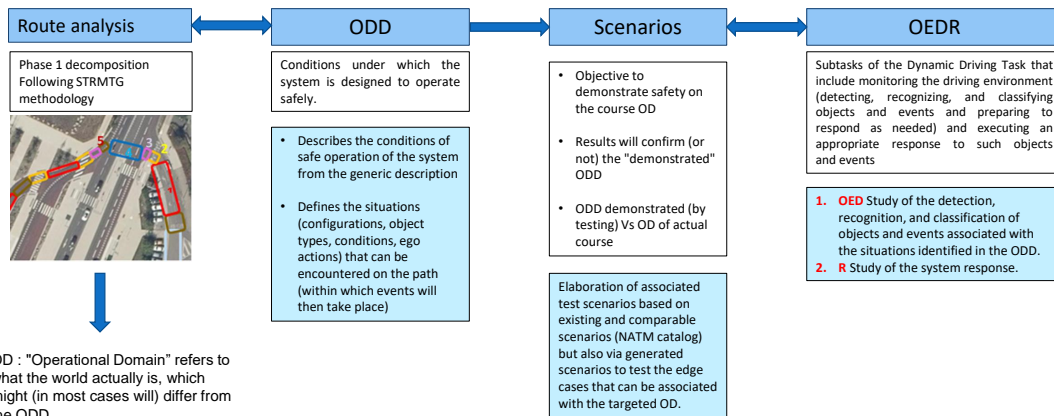 Route analysis
ODD
Scenarios
OEDR
Phase 1 decomposition
Following STRMTG
methodology
5
3
2
1
Conditions under which the
system is designed to operate
safely.
• Describes the conditions of
safe operation of the system
from the generic description
• Defines the situations
(configurations, object
types, conditions, ego
actions) that can be
encountered on the path
(within which events will
then take place)
• Objective to
demonstrate safety on
the course OD
• Results will confirm (or
not) the "demonstrated"
ODD
• ODD demonstrated (by
testing) Vs OD of actual
course
Elaboration of associated
test scenarios based on
existing and comparable
scenarios (NATM catalog)
but also via generated
scenarios to test the edge
cases that can be associated
with the targeted OD.
Subtasks of the Dynamic Driving Task that
include monitoring the driving environment
(detecting, recognizing, and classifying
objects and events and preparing to
respond as needed) and executing an
appropriate response to such objects
and events
1. OED Study of the detection,
recognition, and classification of
objects and events associated with
the situations identified in the ODD.
2. R Study of the system response.
: "Operational Domain" refers to
what the world actually is, which
might (in most cases will) differ from
the ODD